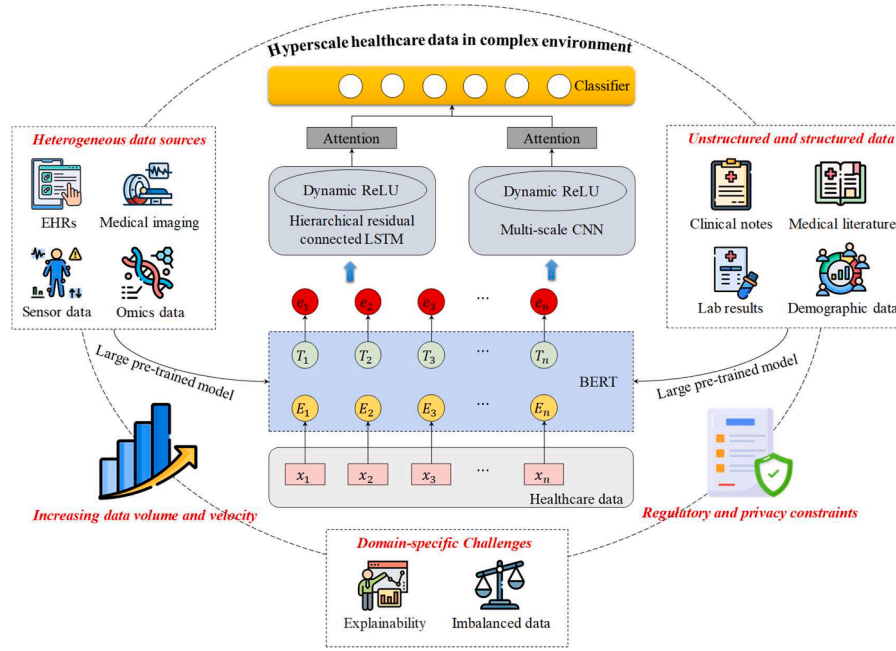 Hyperscale healthcare data in complex environment
Classifier
Attention
Attention
Dynamic ReLU
Hierarchical residual
connected LSTM
Dynamic ReLU
Multi-scale CNN
Heterogeneous data sources
EHRs
Medical imaging
Sensor data
Omics data
Unstructured and structured data
Clinical notes
Medical literature
Lab results
Demographic data
e₁ e₂ e₃ ... eₙ
T₁ T₂ T₃ ... Tₙ
BERT
E₁ E₂ E₃ ... Eₙ
x₁ x₂ x₃ ... xₙ
Healthcare data
Large pre-trained model
Large pre-trained model
Increasing data volume and velocity
Regulatory and privacy constraints
Domain-specific Challenges
Explainability
Imbalanced data